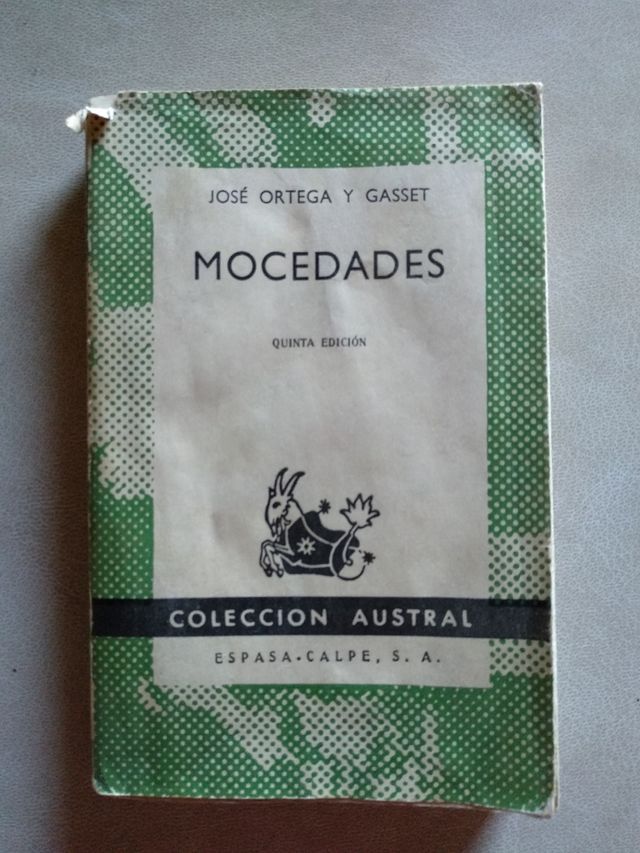 JOSÉ ORTEGA Y GASSET
MOCEDADES
QUINTA EDICIÓN
COLECCION AUSTRAL
ESPASA-CALPE, S. A.